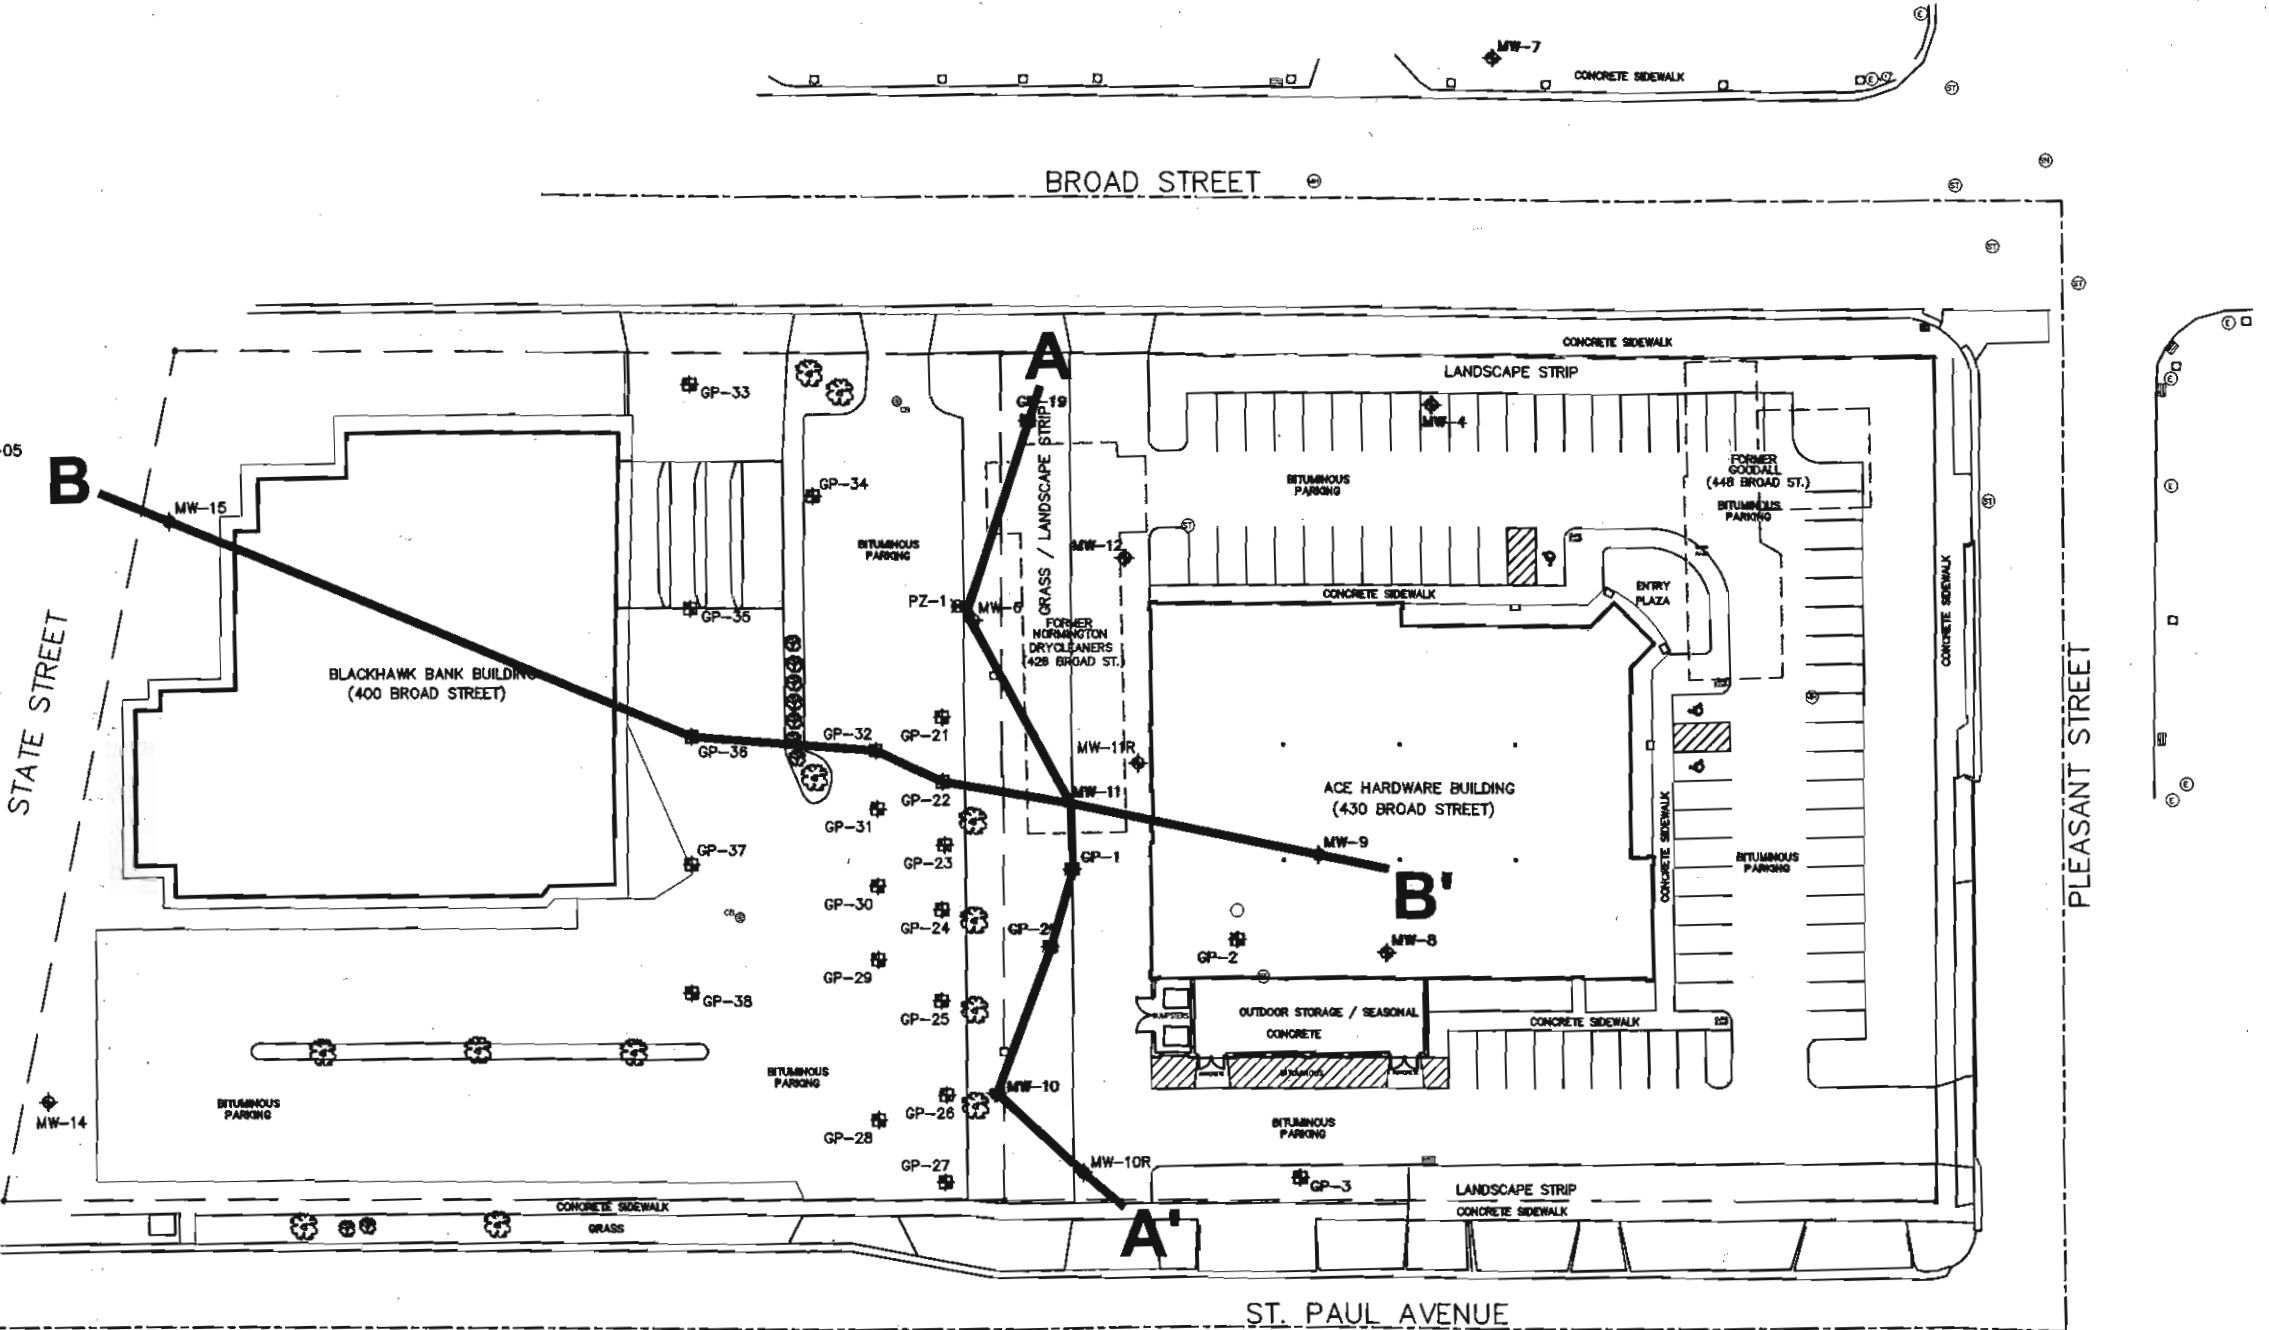 MW-7
CONCRETE SIDEWALK
BROAD STREET
A
CONCRETE SIDEWALK
LANDSCAPE STRIP
GP-33
CB
MW-4
-05
B
MW-15
GP-34
GRASS / LANDSCAPE STRIP
BITUMINOUS
PARKING
FORMER
GOODALL
(448 BROAD ST.)
BITUMINOUS
PARKING
BITUMINOUS
PARKING
MW-12
ST
PZ-1
MW-6
GP-35
CONCRETE SIDEWALK
ENTRY
PLAZA
CONCRETE SIDEWALK
FORMER
NORMINGTON
DRYCLEANERS
(428 BROAD ST.)
STATE STREET
BLACKHAWK BANK BUILDING
(400 BROAD STREET)
GP-36
GP-32
GP-21
MW-11R
PLEASANT STREET
GP-22
MW-11
ACE HARDWARE BUILDING
(430 BROAD STREET)
GP-31
GP-37
GP-23
GP-1
MW-9
B'
CONCRETE SIDEWALK
BITUMINOUS
PARKING
GP-30
CB
GP-24
MW-8
GP-2
GP-29
GP-38
GP-25
DUMPSTERS
OUTDOOR STORAGE / SEASONAL
CONCRETE
CONCRETE SIDEWALK
BITUMINOUS
PARKING
BITUMINOUS
PARKING
MW-14
GP-26
MW-10
GP-28
BITUMINOUS
PARKING
GP-27
MW-10R
GP-3
LANDSCAPE STRIP
CONCRETE SIDEWALK
CONCRETE SIDEWALK
GRASS
A'
ST. PAUL AVENUE